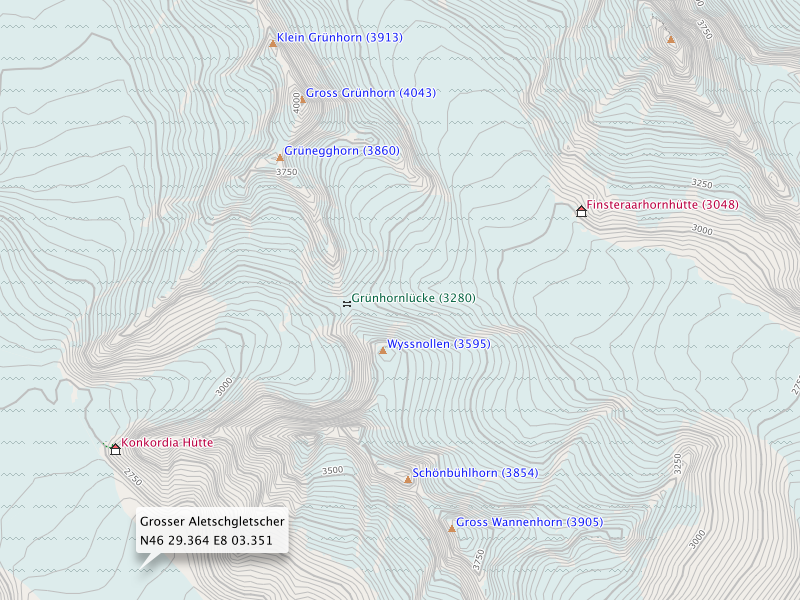 Klein Grünhorn (3913)
3750
Gross Grünhorn (4043)
4000
Grünegghorn (3860)
3750
3250
Finsteraarhornhütte (3048)
3000
Grünhornlücke (3280)
Wyssnollen (3595)
3000
Konkordia Hütte
2750
3500
Schönbühlhorn (3854)
3250
Gross Wannenhorn (3905)
Grosser Aletschgletscher
N46 29.364 E8 03.351
3750
3000